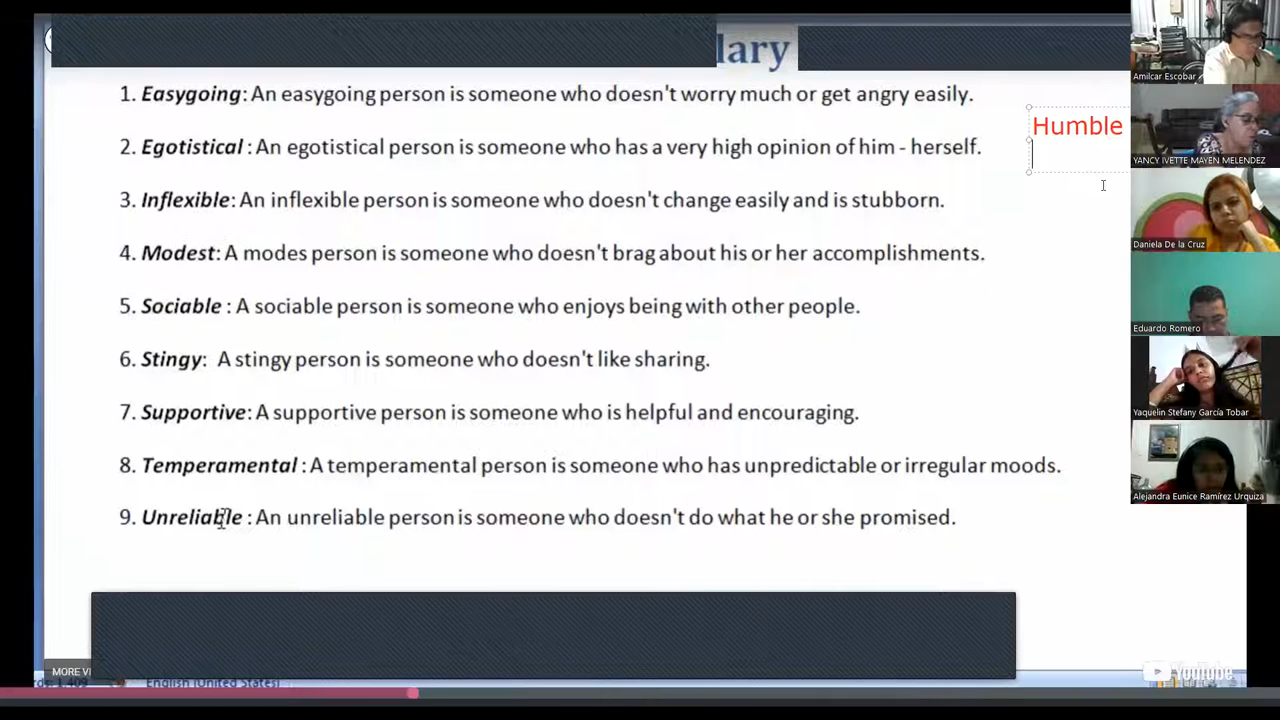 lary
1. Easygoing: An easygoing person is someone who doesn't worry much or get angry easily.
Humble
2. Egotistical : An egotistical person is someone who has a very high opinion of him - herself.
3. Inflexible: An inflexible person is someone who doesn't change easily and is stubborn.
4. Modest: A modes person is someone who doesn't brag about his or her accomplishments.
5. Sociable : A sociable person is someone who enjoys being with other people.
6. Stingy: A stingy person is someone who doesn't like sharing.
7. Supportive: A supportive person is someone who is helpful and encouraging.
8. Temperamental : A temperamental person is someone who has unpredictable or irregular moods.
9. Unreliable : An unreliable person is someone who doesn't do what he or she promised.
Amilcar Escobar
YANCY IVETTE MAYEN MELENDEZ
Daniela De la Cruz
Eduardo Romero
Yaquelin Stefany García Tobar
Alejandra Eunice Ramírez Urquiza
MORE VI
YouTube
English (United States)